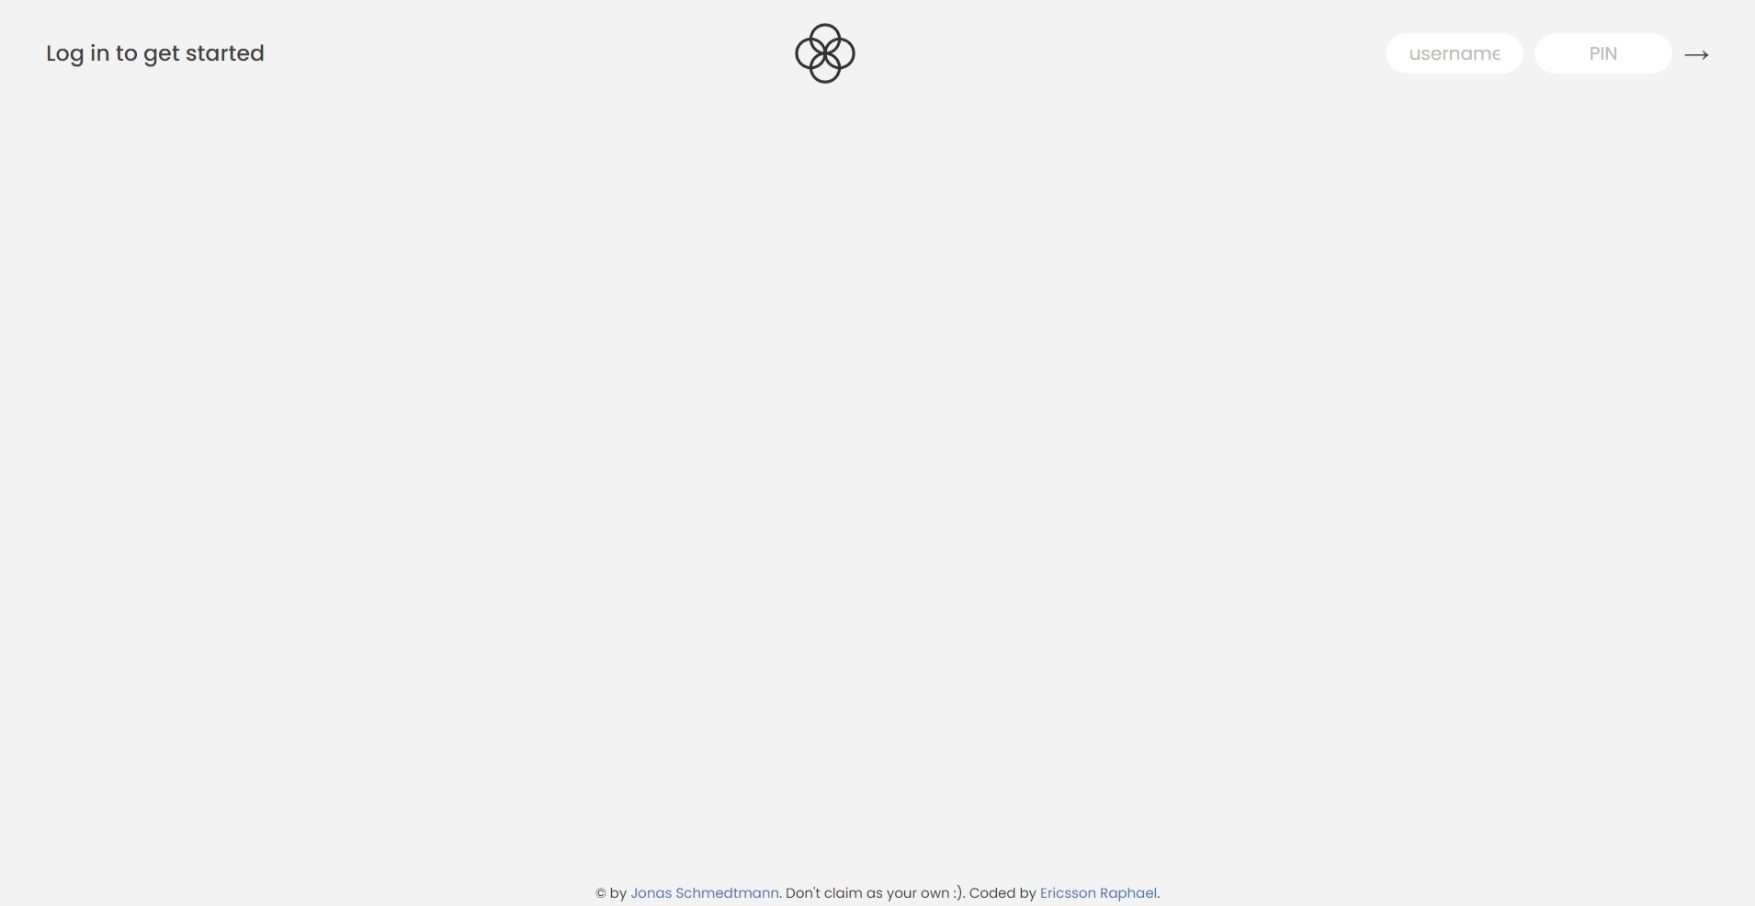 Log in to get started
username
PIN
→
© by Jonas Schmedtmann. Don't claim as your own :). Coded by Ericsson Raphael.